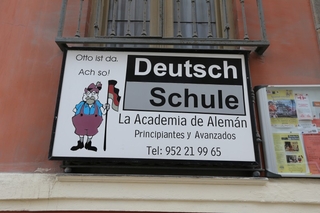 Otto ist da.
Ach so!
Deutsch
Schule
La Academia de Alemán
Principiantes y Avanzados
Tel: 952 21 99 65